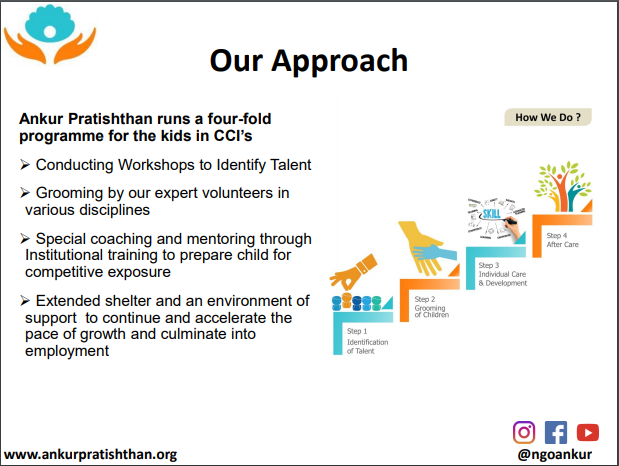 Our Approach
Ankur Pratishthan runs a four-fold
programme for the kids in CCI's
➢ Conducting Workshops to Identify Talent
➢ Grooming by our expert volunteers in
various disciplines
➢ Special coaching and mentoring through
Institutional training to prepare child for
competitive exposure
➢ Extended shelter and an environment of
support to continue and accelerate the
pace of growth and culminate into
employment
How We Do ?
Step 1
Identification
of Talent
Step 2
Grooming
of Children
SKILL
Step 3
Individual Care
& Development
Step 4
After Care
www.ankurpratishthan.org
@ngoankur